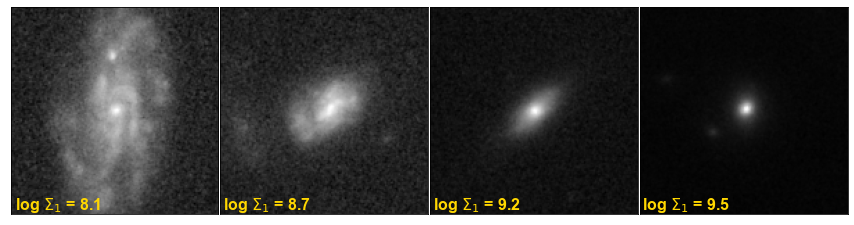 log Σ₁ = 8.1
log Σ₁ = 8.7
log Σ₁ = 9.2
log Σ₁ = 9.5